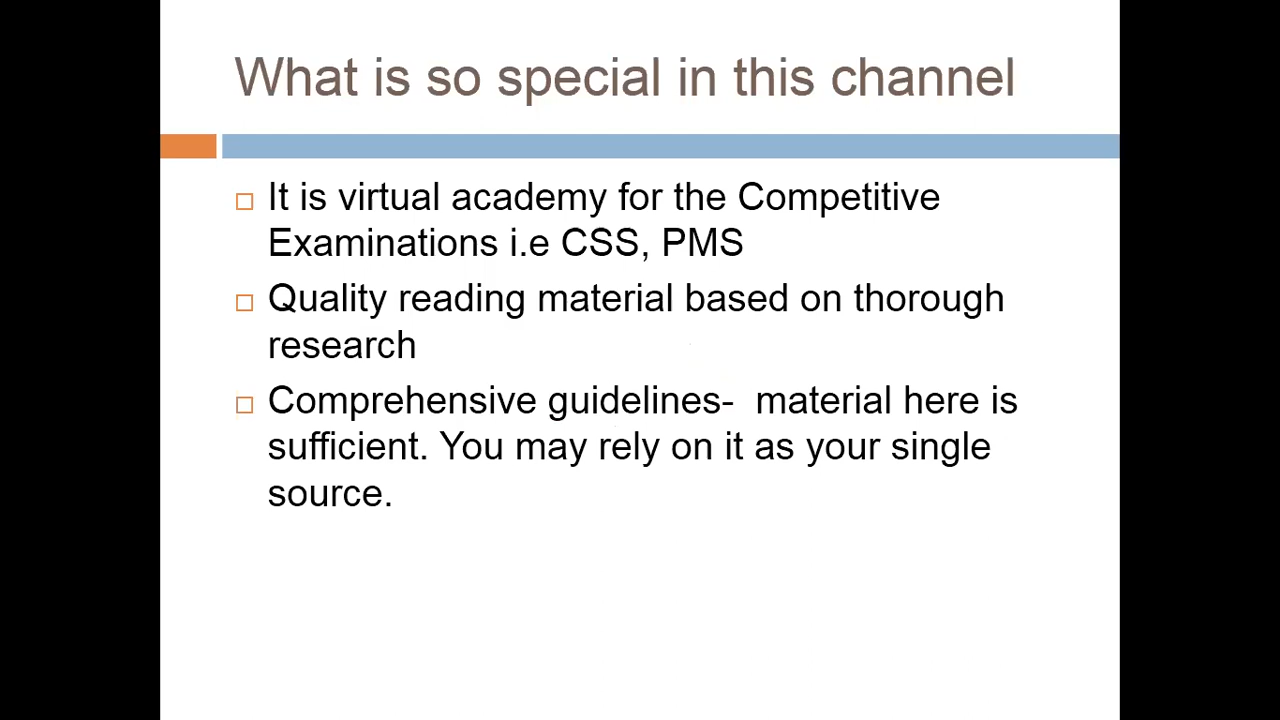 What is so special in this channel
It is virtual academy for the Competitive
Examinations i.e CSS, PMS
Quality reading material based on thorough
research
Comprehensive guidelines-  material here is
sufficient. You may rely on it as your single
source.